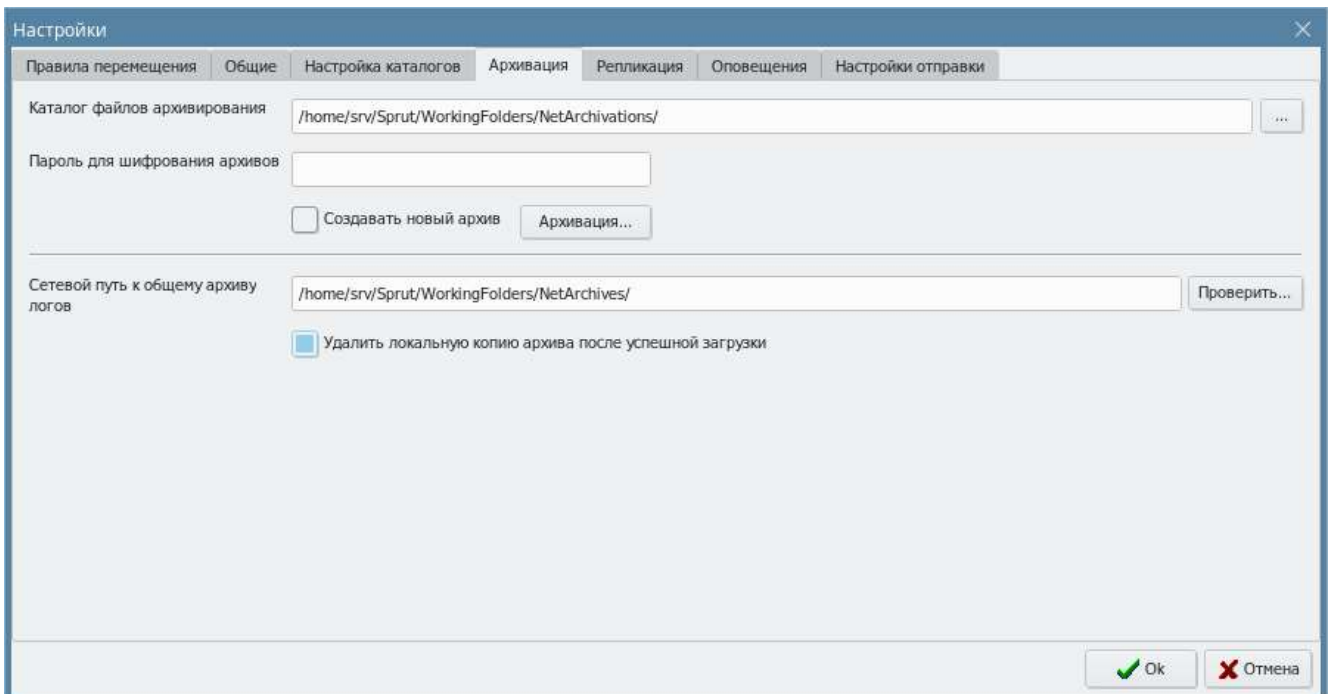 Настройки
Правила перемещения Общие Настройка каталогов Архивация Репликация Оповещения Настройки отправки
Каталог файлов архивирования /home/srv/Sprut/WorkingFolders/NetArchivations/ ...
Пароль для шифрования архивов
Создавать новый архив Архивация...
Сетевой путь к общему архиву
логов
/home/srv/Sprut/WorkingFolders/NetArchives/ Проверить...
Удалить локальную копию архива после успешной загрузки
Ok Отмена